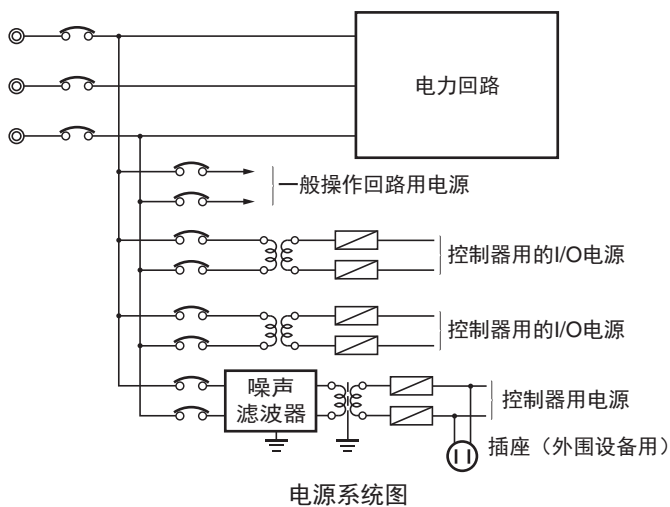 电力回路
一般操作回路用电源
控制器用的I/O电源
控制器用的I/O电源
噪声
滤波器
控制器用电源
插座（外围设备用）
电源系统图